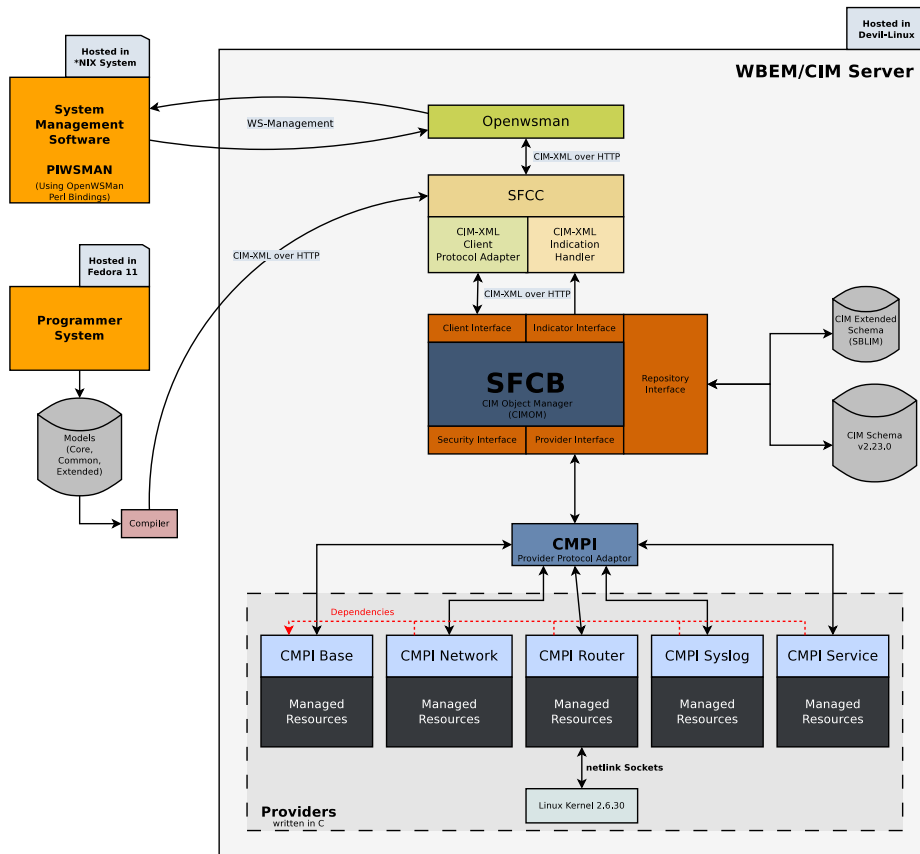 Hosted in
Devil-Linux
Hosted in
*NIX System
WBEM/CIM Server
System
Management
Software
PIWSMAN
(Using OpenWSMan
Perl Bindings)
WS-Management
Openwsman
CIM-XML over HTTP
SFCC
CIM-XML
Client
Protocol Adapter
CIM-XML
Indication
Handler
Hosted in
Fedora 11
CIM-XML over HTTP
CIM-XML over HTTP
Programmer
System
Client Interface
Indicator Interface
SFCB
CIM Object Manager
(CIMOM)
Repository
Interface
Security Interface
Provider Interface
CIM Extended
Schema
(SBLIM)
CIM Schema
v2.23.0
Models
(Core,
Common,
Extended)
Compiler
CMPI
Provider Protocol Adaptor
Dependencies
CMPI Base
CMPI Network
CMPI Router
CMPI Syslog
CMPI Service
Managed
Resources
Managed
Resources
Managed
Resources
Managed
Resources
Managed
Resources
netlink Sockets
Linux Kernel 2.6.30
Providers
written in C